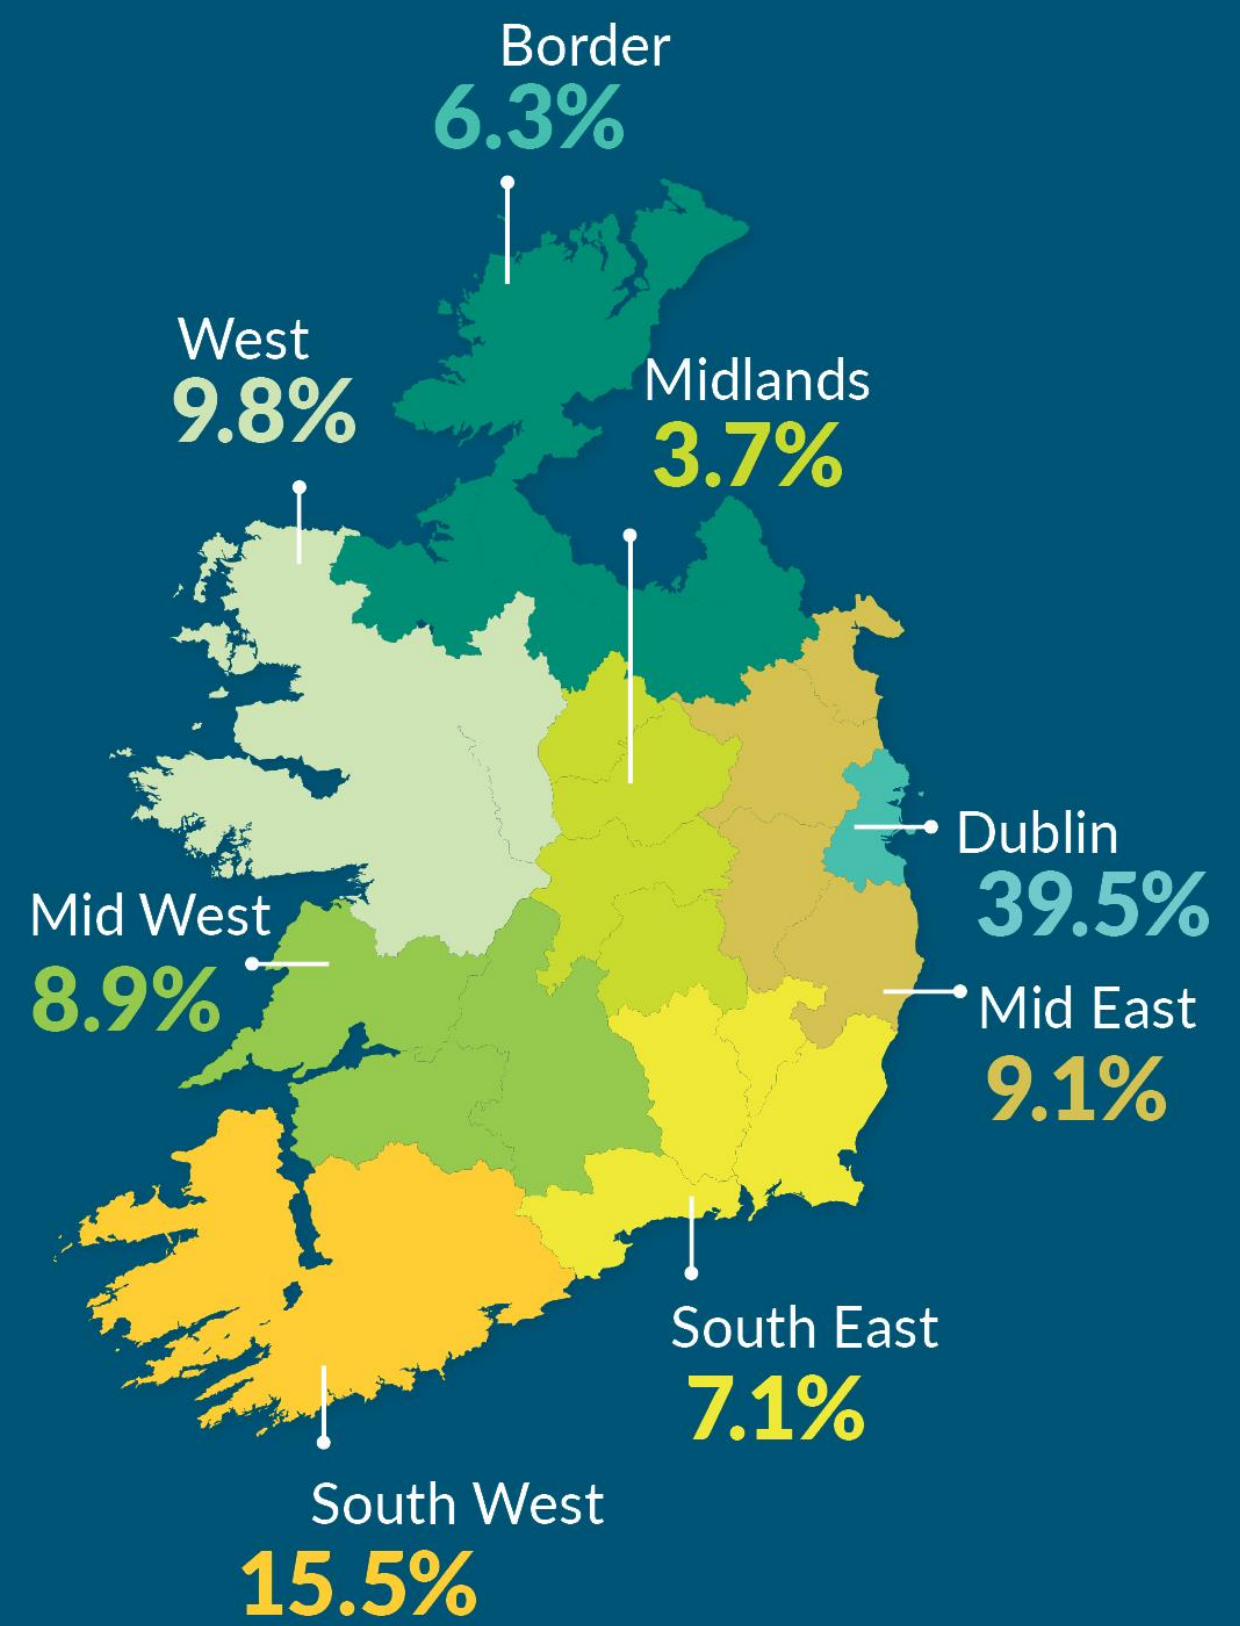 Border
6.3%
West
9.8%
Midlands
3.7%
Dublin
39.5%
Mid West
8.9%
Mid East
9.1%
South East
7.1%
South West
15.5%